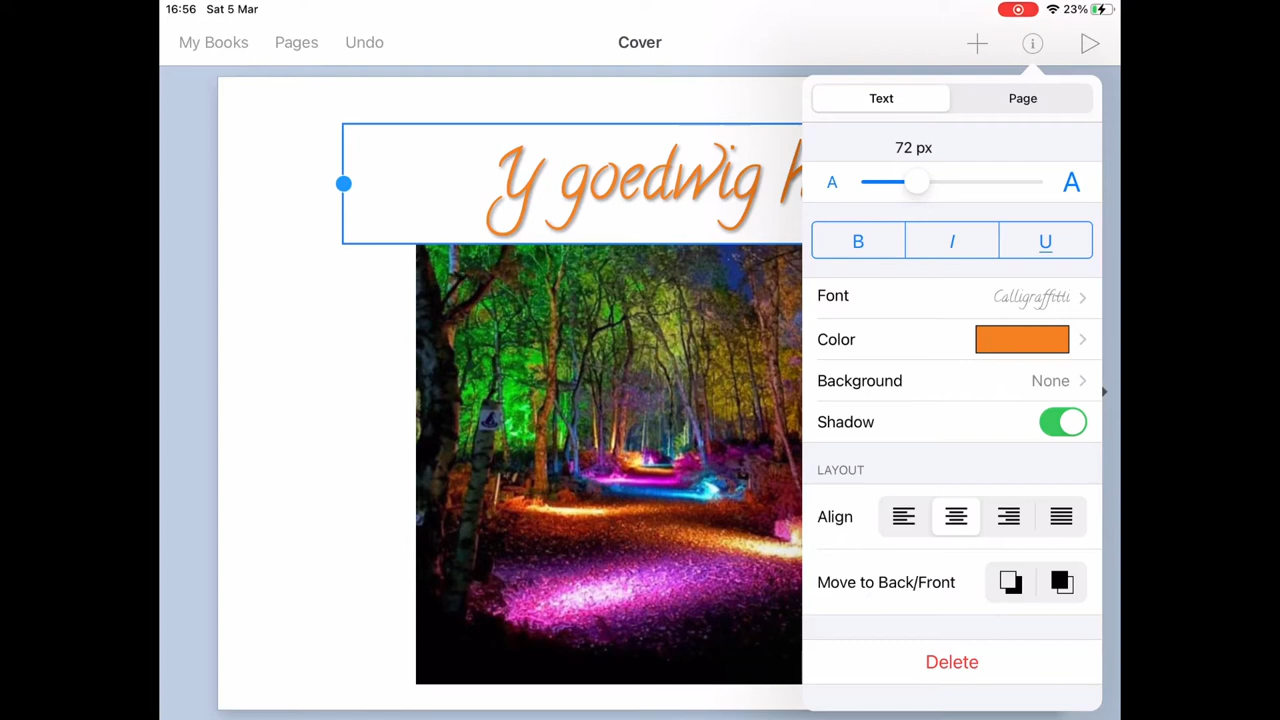 16:56 Sat 5 Mar 23%
My Books Pages Undo Cover
Text Page
Y goedwig
72 px
A A
B I U
Font Calligraffitti
Color
Background None
Shadow
LAYOUT
Align
Move to Back/Front
Delete